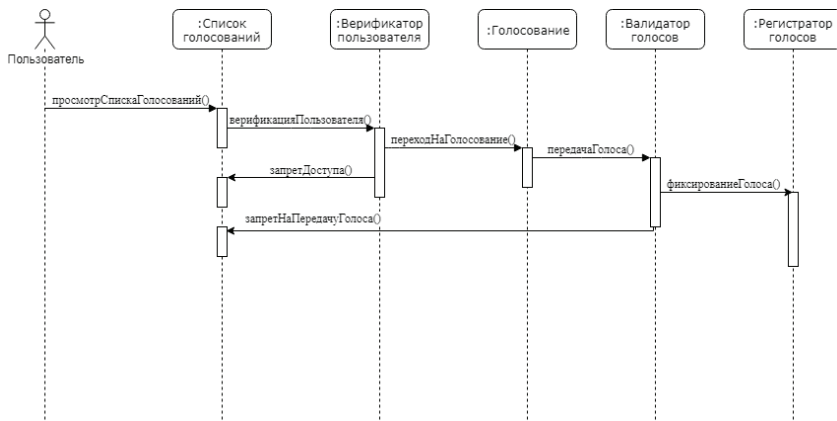 :Список
голосований
:Верификатор
пользователя
:Голосование
:Валидатор
голосов
:Регистратор
голосов
Пользователь
просмотрСпискаГолосований()
верификацияПользователя()
переходНаГолосование()
передачаГолоса()
запретДоступа()
фиксированиеГолоса()
запретНаПередачуГолоса()